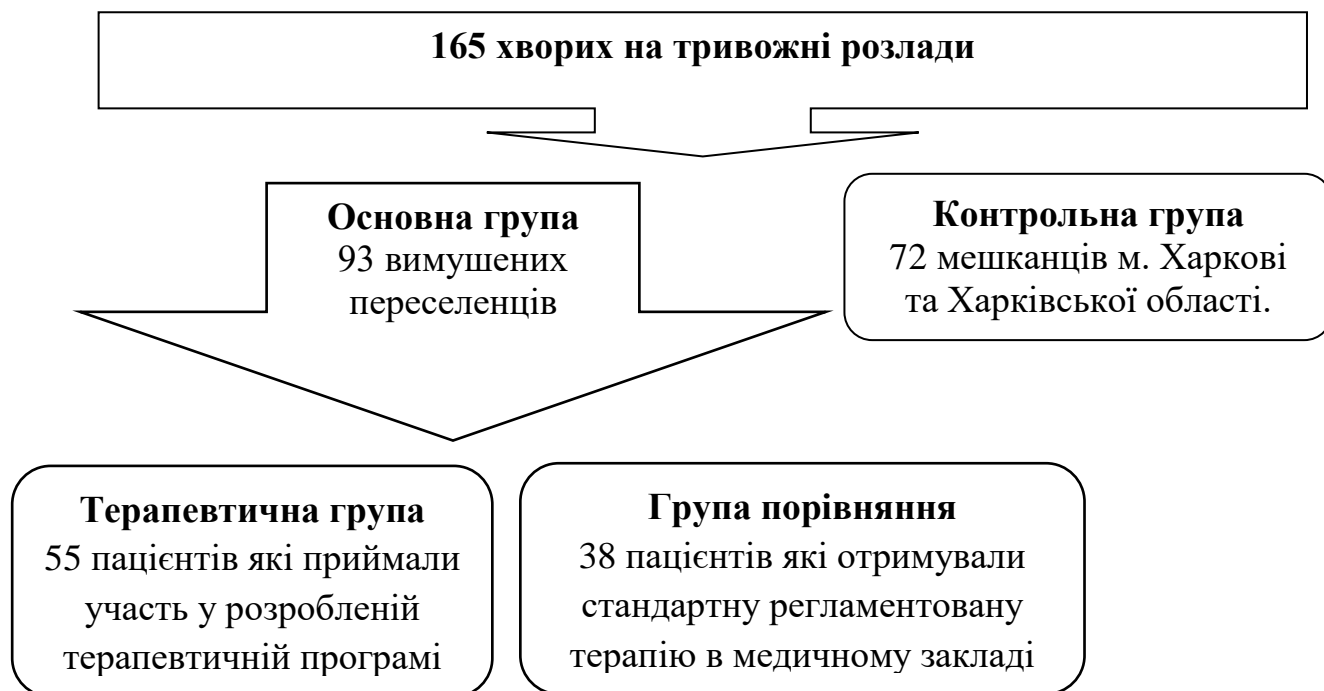 165 хворих на тривожні розлади
Основна група
93 вимушених
переселенців
Контрольна група
72 мешканців м. Харкові
та Харківської області.
Терапевтична група
55 пацієнтів які приймали
участь у розробленій
терапевтичній програмі
Група порівняння
38 пацієнтів які отримували
стандартну регламентовану
терапію в медичному закладі